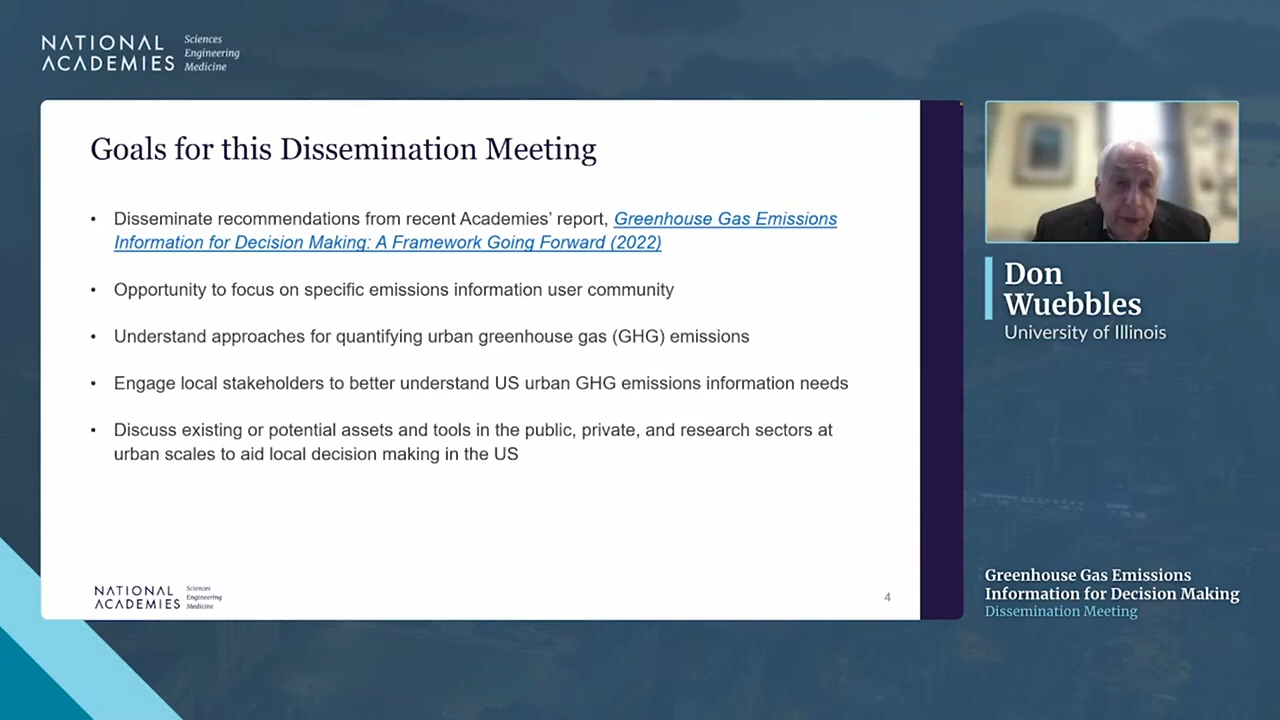 NATIONAL
ACADEMIES
Sciences
Engineering
Medicine
Goals for this Dissemination Meeting
• Disseminate recommendations from recent Academies' report, Greenhouse Gas Emissions
Information for Decision Making: A Framework Going Forward (2022)
• Opportunity to focus on specific emissions information user community
• Understand approaches for quantifying urban greenhouse gas (GHG) emissions
• Engage local stakeholders to better understand US urban GHG emissions information needs
• Discuss existing or potential assets and tools in the public, private, and research sectors at
urban scales to aid local decision making in the US
NATIONAL
ACADEMIES
Sciences
Engineering
Medicine
4
Don
Wuebbles
University of Illinois
Greenhouse Gas Emissions
Information for Decision Making
Dissemination Meeting